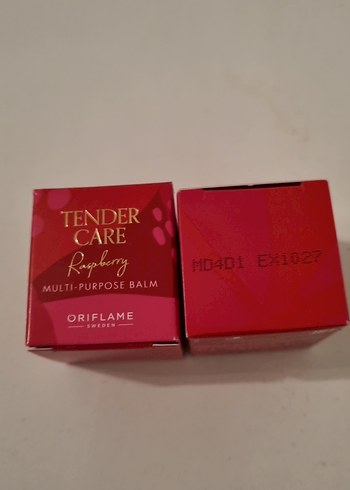 TENDER
CARE
Raspberry
MULTI-PURPOSE BALM
ORIFLAME
SWEDEN
MD4D1 EX1027